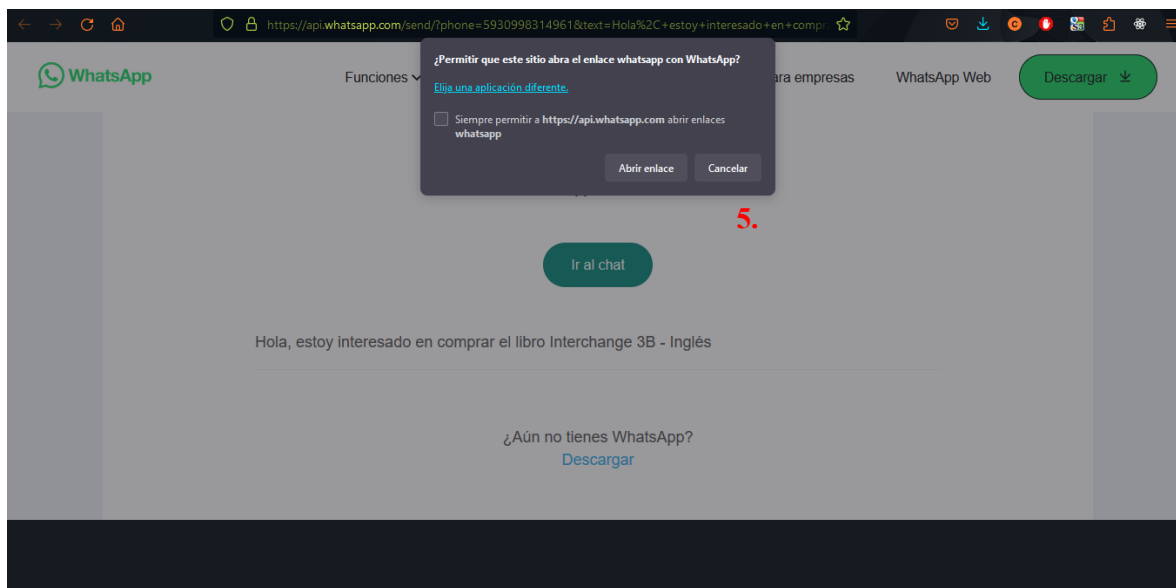 https://api.whatsapp.com/send/?phone=5930998314961&text=Hola%2C+estoy+interesado+en+compr
¿Permitir que este sitio abra el enlace whatsapp con WhatsApp?
Elija una aplicación diferente.
Siempre permitir a https://api.whatsapp.com abrir enlaces
whatsapp
Abrir enlace Cancelar
WhatsApp
Funciones
ara empresas
WhatsApp Web
Descargar
5.
Ir al chat
Hola, estoy interesado en comprar el libro Interchange 3B - Inglés
¿Aún no tienes WhatsApp?
Descargar